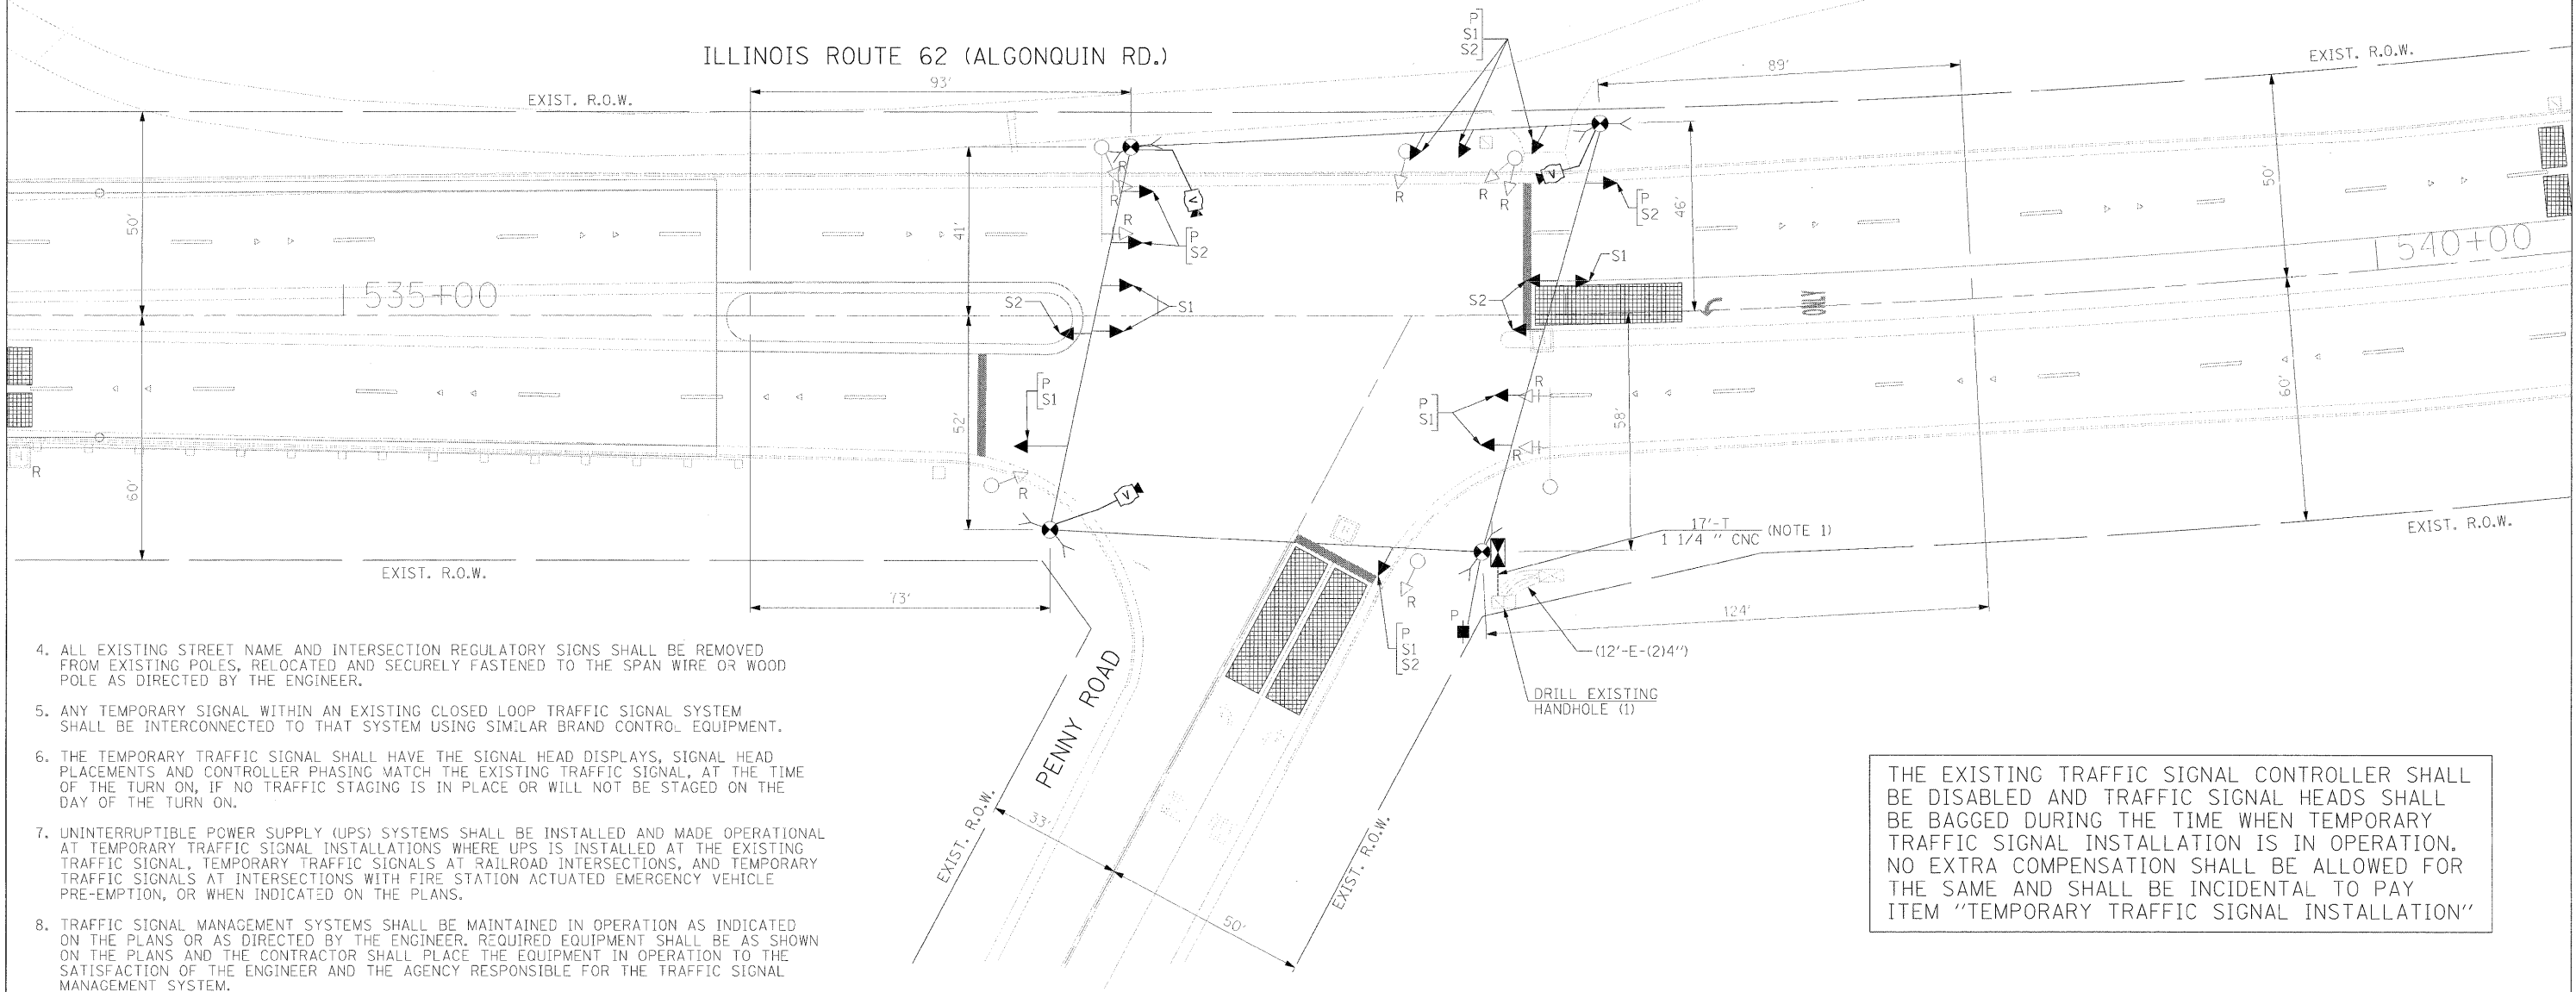 ILLINOIS ROUTE 62 (ALGONQUIN RD.)
P
S1
S2
EXIST. R.O.W.
93'
89'
EXIST. R.O.W.
50'
41'
R
R
R
V
P
S2
R
R
R
V
P
S2
46'
50'
535+00
S2
S1
S2
S1
ONLY
540+00
P
S1
P
S1
R
R
58'
60'
52'
R
R
60'
V
17'-T
1 1/4 " CNC (NOTE 1)
EXIST. R.O.W.
EXIST. R.O.W.
73'
R
P
124'
P
S1
S2
(12'-E-(2)4")
DRILL EXISTING
HANDHOLE (1)
PENNY ROAD
EXIST. R.O.W.
33'
EXIST. R.O.W.
50'
4. ALL EXISTING STREET NAME AND INTERSECTION REGULATORY SIGNS SHALL BE REMOVED
FROM EXISTING POLES, RELOCATED AND SECURELY FASTENED TO THE SPAN WIRE OR WOOD
POLE AS DIRECTED BY THE ENGINEER.
5. ANY TEMPORARY SIGNAL WITHIN AN EXISTING CLOSED LOOP TRAFFIC SIGNAL SYSTEM
SHALL BE INTERCONNECTED TO THAT SYSTEM USING SIMILAR BRAND CONTROL EQUIPMENT.
6. THE TEMPORARY TRAFFIC SIGNAL SHALL HAVE THE SIGNAL HEAD DISPLAYS, SIGNAL HEAD
PLACEMENTS AND CONTROLLER PHASING MATCH THE EXISTING TRAFFIC SIGNAL, AT THE TIME
OF THE TURN ON, IF NO TRAFFIC STAGING IS IN PLACE OR WILL NOT BE STAGED ON THE
DAY OF THE TURN ON.
7. UNINTERRUPTIBLE POWER SUPPLY (UPS) SYSTEMS SHALL BE INSTALLED AND MADE OPERATIONAL
AT TEMPORARY TRAFFIC SIGNAL INSTALLATIONS WHERE UPS IS INSTALLED AT THE EXISTING
TRAFFIC SIGNAL, TEMPORARY TRAFFIC SIGNALS AT RAILROAD INTERSECTIONS, AND TEMPORARY
TRAFFIC SIGNALS AT INTERSECTIONS WITH FIRE STATION ACTUATED EMERGENCY VEHICLE
PRE-EMPTION, OR WHEN INDICATED ON THE PLANS.
8. TRAFFIC SIGNAL MANAGEMENT SYSTEMS SHALL BE MAINTAINED IN OPERATION AS INDICATED
ON THE PLANS OR AS DIRECTED BY THE ENGINEER. REQUIRED EQUIPMENT SHALL BE AS SHOWN
ON THE PLANS AND THE CONTRACTOR SHALL PLACE THE EQUIPMENT IN OPERATION TO THE
SATISFACTION OF THE ENGINEER AND THE AGENCY RESPONSIBLE FOR THE TRAFFIC SIGNAL
MANAGEMENT SYSTEM.
THE EXISTING TRAFFIC SIGNAL CONTROLLER SHALL
BE DISABLED AND TRAFFIC SIGNAL HEADS SHALL
BE BAGGED DURING THE TIME WHEN TEMPORARY
TRAFFIC SIGNAL INSTALLATION IS IN OPERATION.
NO EXTRA COMPENSATION SHALL BE ALLOWED FOR
THE SAME AND SHALL BE INCIDENTAL TO PAY
ITEM "TEMPORARY TRAFFIC SIGNAL INSTALLATION"